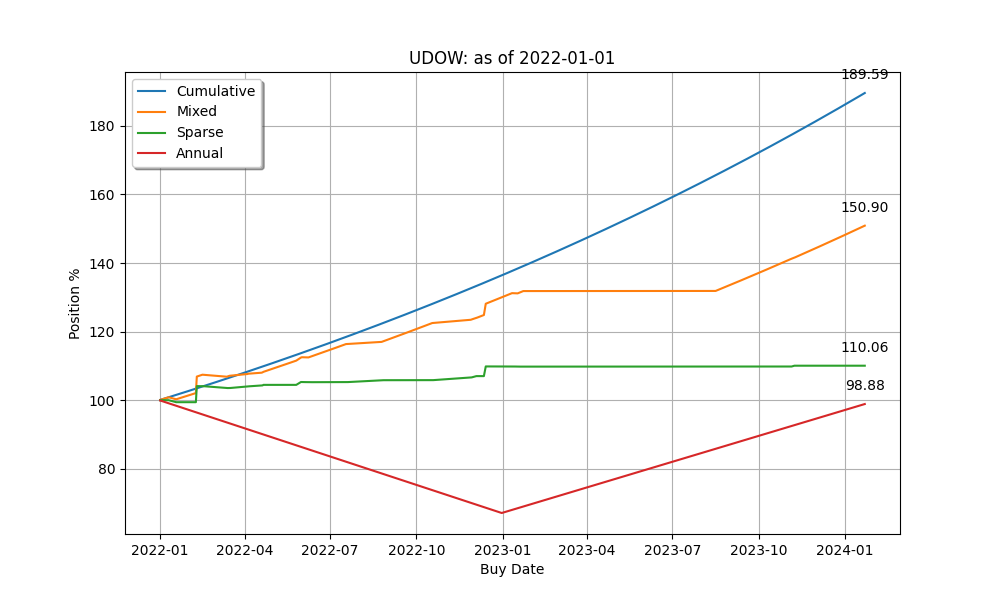 UDOW: as of 2022-01-01
189.59
Cumulative
Mixed
Sparse
Annual
180
160
150.90
140
Position %
120
110.06
100
98.88
80
2022-01 2022-04 2022-07 2022-10 2023-01 2023-04 2023-07 2023-10 2024-01
Buy Date